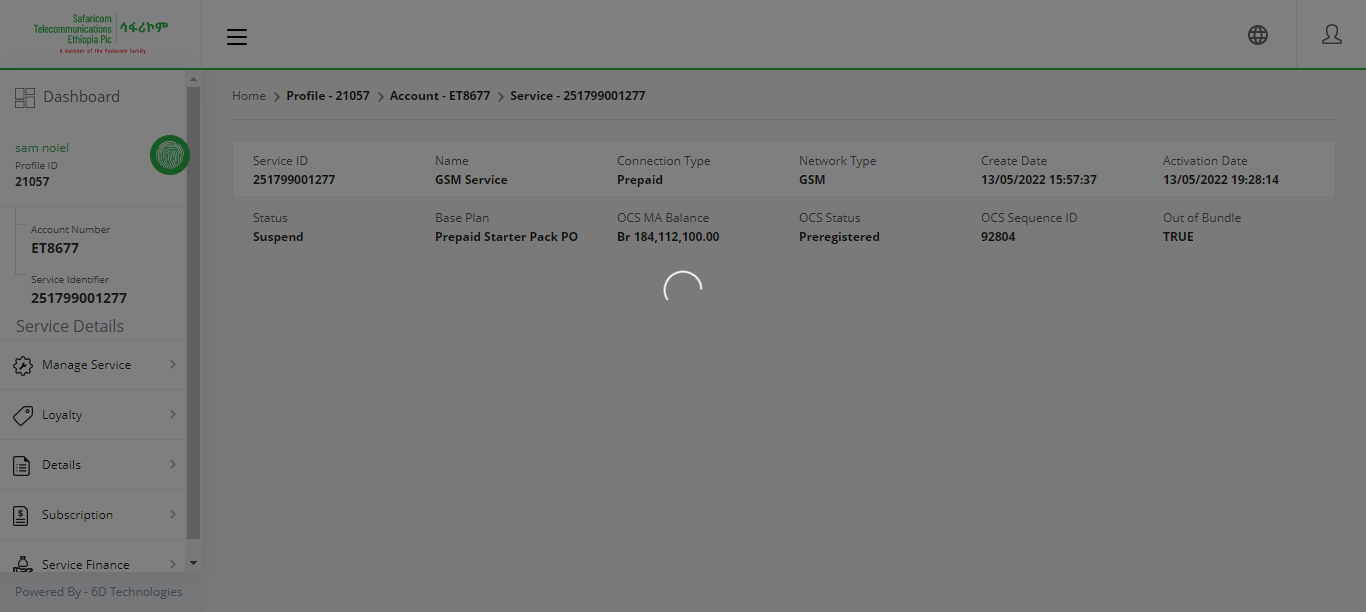 Safaricom
Telecommunications
Ethiopia Plc
ሳፋሪኮም
A member of the Vodacom family
Dashboard
sam noiel
Profile ID
21057
Account Number
ET8677
Service Identifier
251799001277
Service Details
Manage Service
Loyalty
Details
Subscription
Service Finance
Powered By - 6D Technologies
Home > Profile - 21057 > Account - ET8677 > Service - 251799001277
Service ID Name Connection Type Network Type Create Date Activation Date
251799001277 GSM Service Prepaid GSM 13/05/2022 15:57:37 13/05/2022 19:28:14
Status Base Plan OCS MA Balance OCS Status OCS Sequence ID Out of Bundle
Suspend Prepaid Starter Pack PO Br 184,112,100.00 Preregistered 92804 TRUE